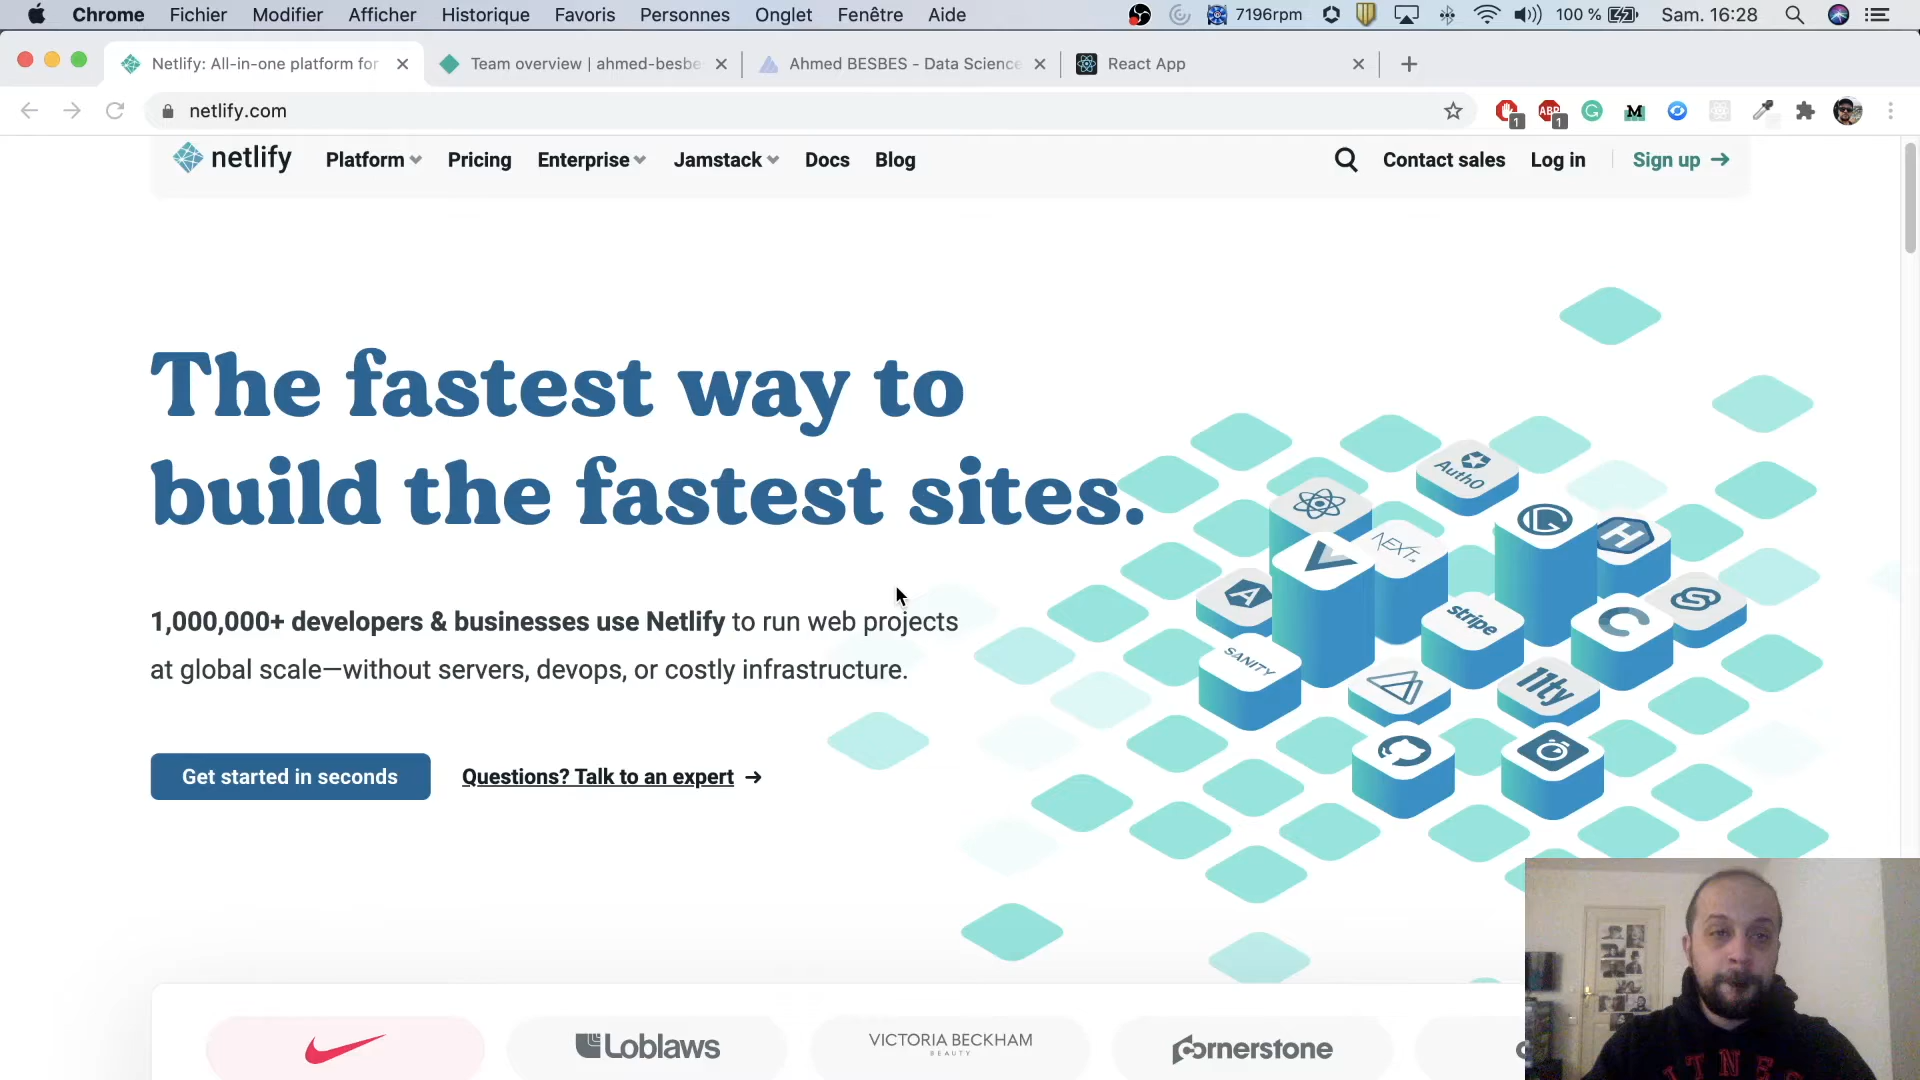 Chrome Fichier Modifier Afficher Historique Favoris Personnes Onglet Fenêtre Aide 7196rpm 100 % Sam. 16:28
Netlify: All-in-one platform for Team overview | ahmed-besbe Ahmed BESBES - Data Science React App
netlify.com ABP 1 1 G M
netlify Platform Pricing Enterprise Jamstack Docs Blog Contact sales Log in Sign up →
The fastest way to
build the fastest sites.
1,000,000+ developers & businesses use Netlify to run web projects
at global scale—without servers, devops, or costly infrastructure.
Get started in seconds Questions? Talk to an expert →
Auth0
NEXT
H
A
stripe
SANITY
11ty
Loblaws VICTORIA BECKHAM
BEAUTY
Cornerstone